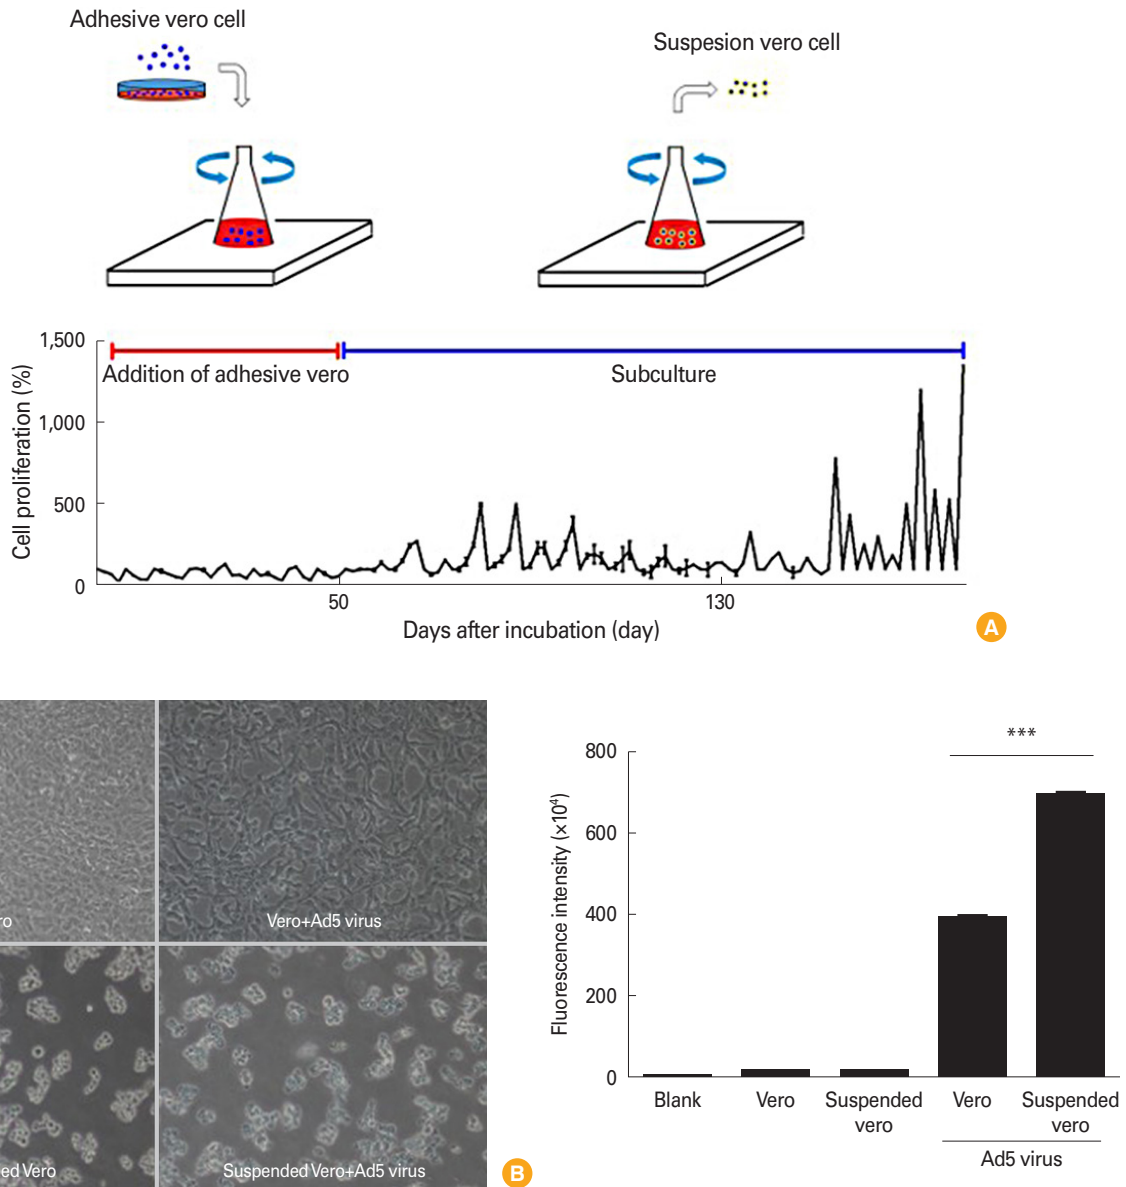 Adhesive vero cell
Suspesion vero cell
1,500
1,000
500
0
Cell proliferation (%)
Addition of adhesive vero
Subculture
50
130
Days after incubation (day)
A
ro
Vero+Ad5 virus
ed Vero
Suspended Vero+Ad5 virus
B
800
600
400
200
0
Fluorescence intensity (×10⁴)
***
Blank
Vero
Suspended
vero
Vero
Suspended
vero
Ad5 virus